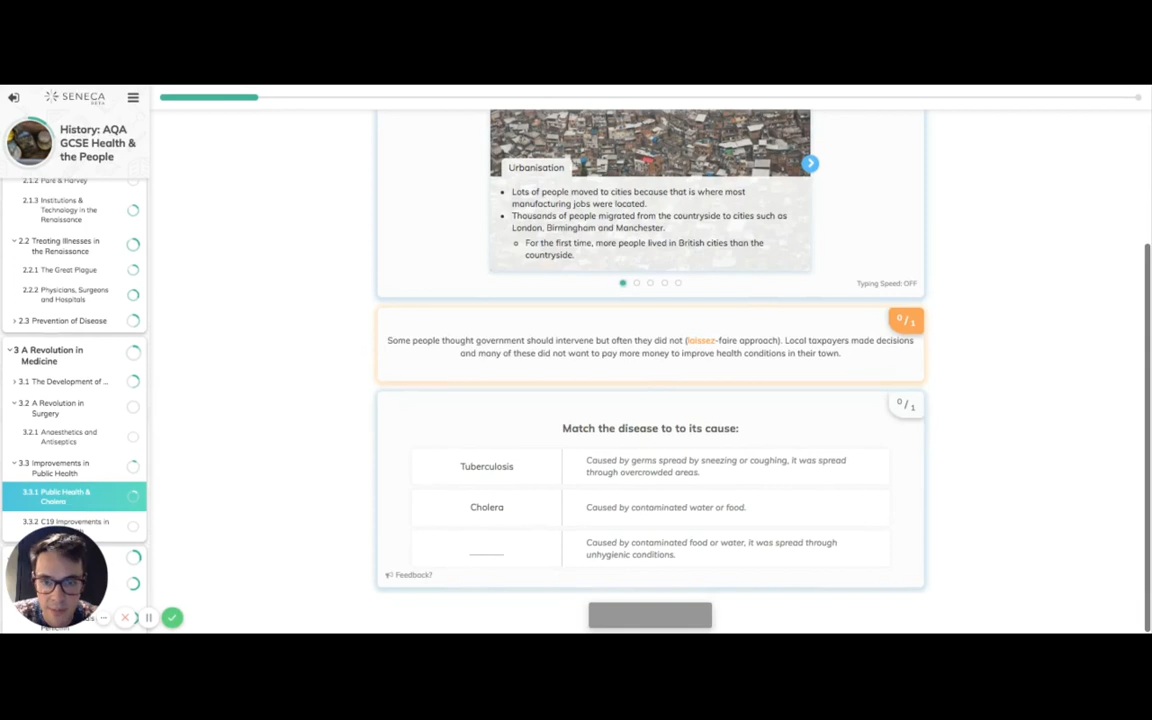 SENECA
BETA
History: AQA
GCSE Health &
the People
2.1.2 Paré & Harvey
2.1.3 Institutions &
Technology in the
Renaissance
2.2 Treating Illnesses in
the Renaissance
2.2.1 The Great Plague
2.2.2 Physicians, Surgeons
and Hospitals
2.3 Prevention of Disease
3 A Revolution in
Medicine
3.1 The Development of ...
3.2 A Revolution in
Surgery
3.2.1 Anaesthetics and
Antiseptics
3.3 Improvements in
Public Health
3.3.1 Public Health &
Cholera
3.3.2 C19 Improvements in
Urbanisation
• Lots of people moved to cities because that is where most
manufacturing jobs were located.
• Thousands of people migrated from the countryside to cities such as
London, Birmingham and Manchester.
○ For the first time, more people lived in British cities than the
countryside.
Typing Speed: OFF
0/1
Some people thought government should intervene but often they did not (laissez-faire approach). Local taxpayers made decisions
and many of these did not want to pay more money to improve health conditions in their town.
0/1
Match the disease to to its cause:
Tuberculosis
Caused by germs spread by sneezing or coughing, it was spread
through overcrowded areas.
Cholera
Caused by contaminated water or food.
Caused by contaminated food or water, it was spread through
unhygienic conditions.
Feedback?